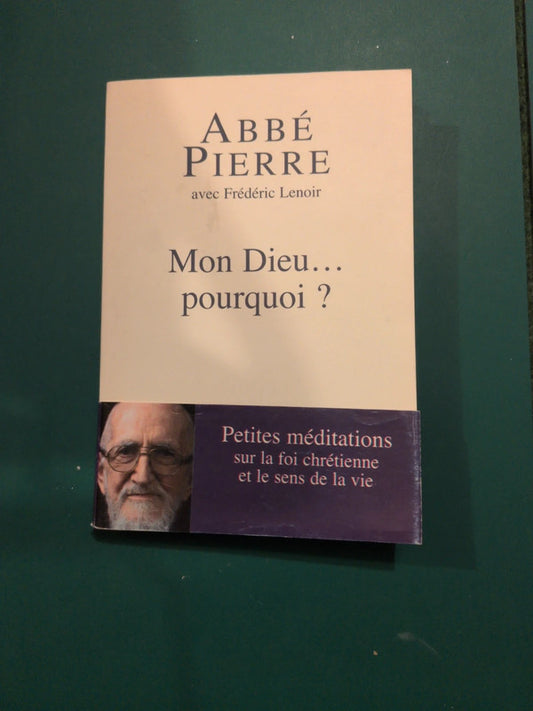 ABBÉ
PIERRE
avec Frédéric Lenoir
Mon Dieu…
pourquoi ?
Petites méditations
sur la foi chrétienne
et le sens de la vie